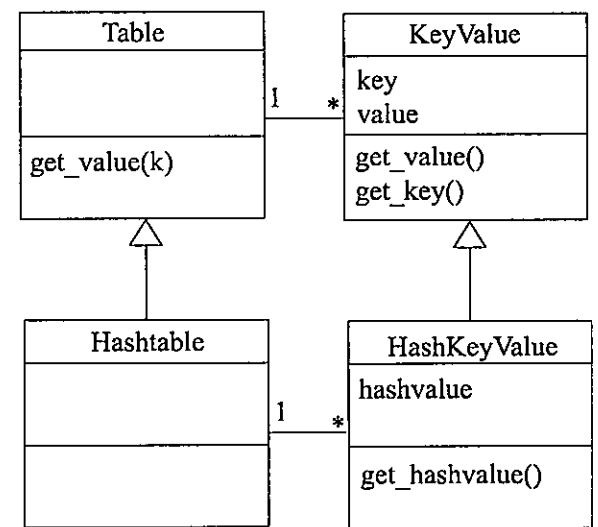 Table
get_value(k)
1
*
KeyValue
key
value
get_value()
get_key()
Hashtable
1
*
HashKeyValue
hashvalue
get_hashvalue()